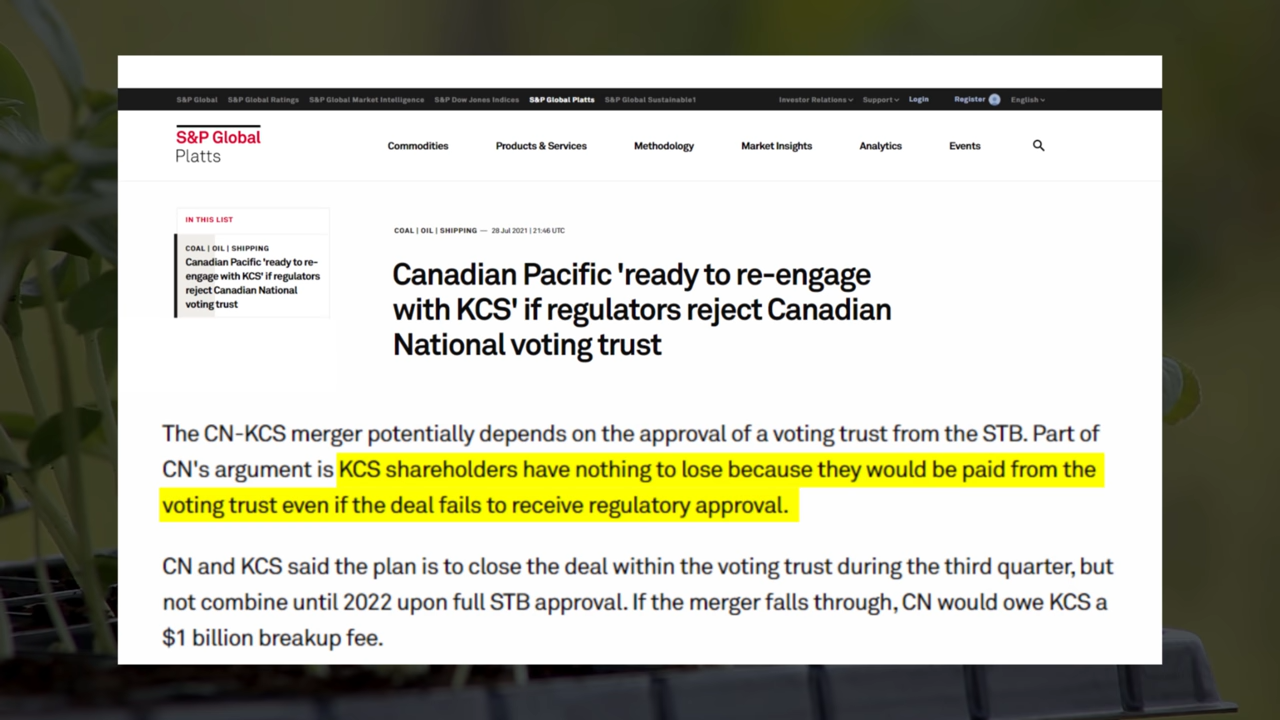 S&P Global S&P Global Ratings S&P Global Market Intelligence S&P Dow Jones Indices S&P Global Platts S&P Global Sustainable1 Investor Relations Support Login Register English
S&P Global
Platts
Commodities Products & Services Methodology Market Insights Analytics Events
IN THIS LIST
COAL | OIL | SHIPPING
Canadian Pacific 'ready to re-
engage with KCS' if regulators
reject Canadian National
voting trust
COAL | OIL | SHIPPING — 28 Jul 2021 | 21:46 UTC
Canadian Pacific 'ready to re-engage
with KCS' if regulators reject Canadian
National voting trust
The CN-KCS merger potentially depends on the approval of a voting trust from the STB. Part of
CN's argument is KCS shareholders have nothing to lose because they would be paid from the
voting trust even if the deal fails to receive regulatory approval.
CN and KCS said the plan is to close the deal within the voting trust during the third quarter, but
not combine until 2022 upon full STB approval. If the merger falls through, CN would owe KCS a
$1 billion breakup fee.